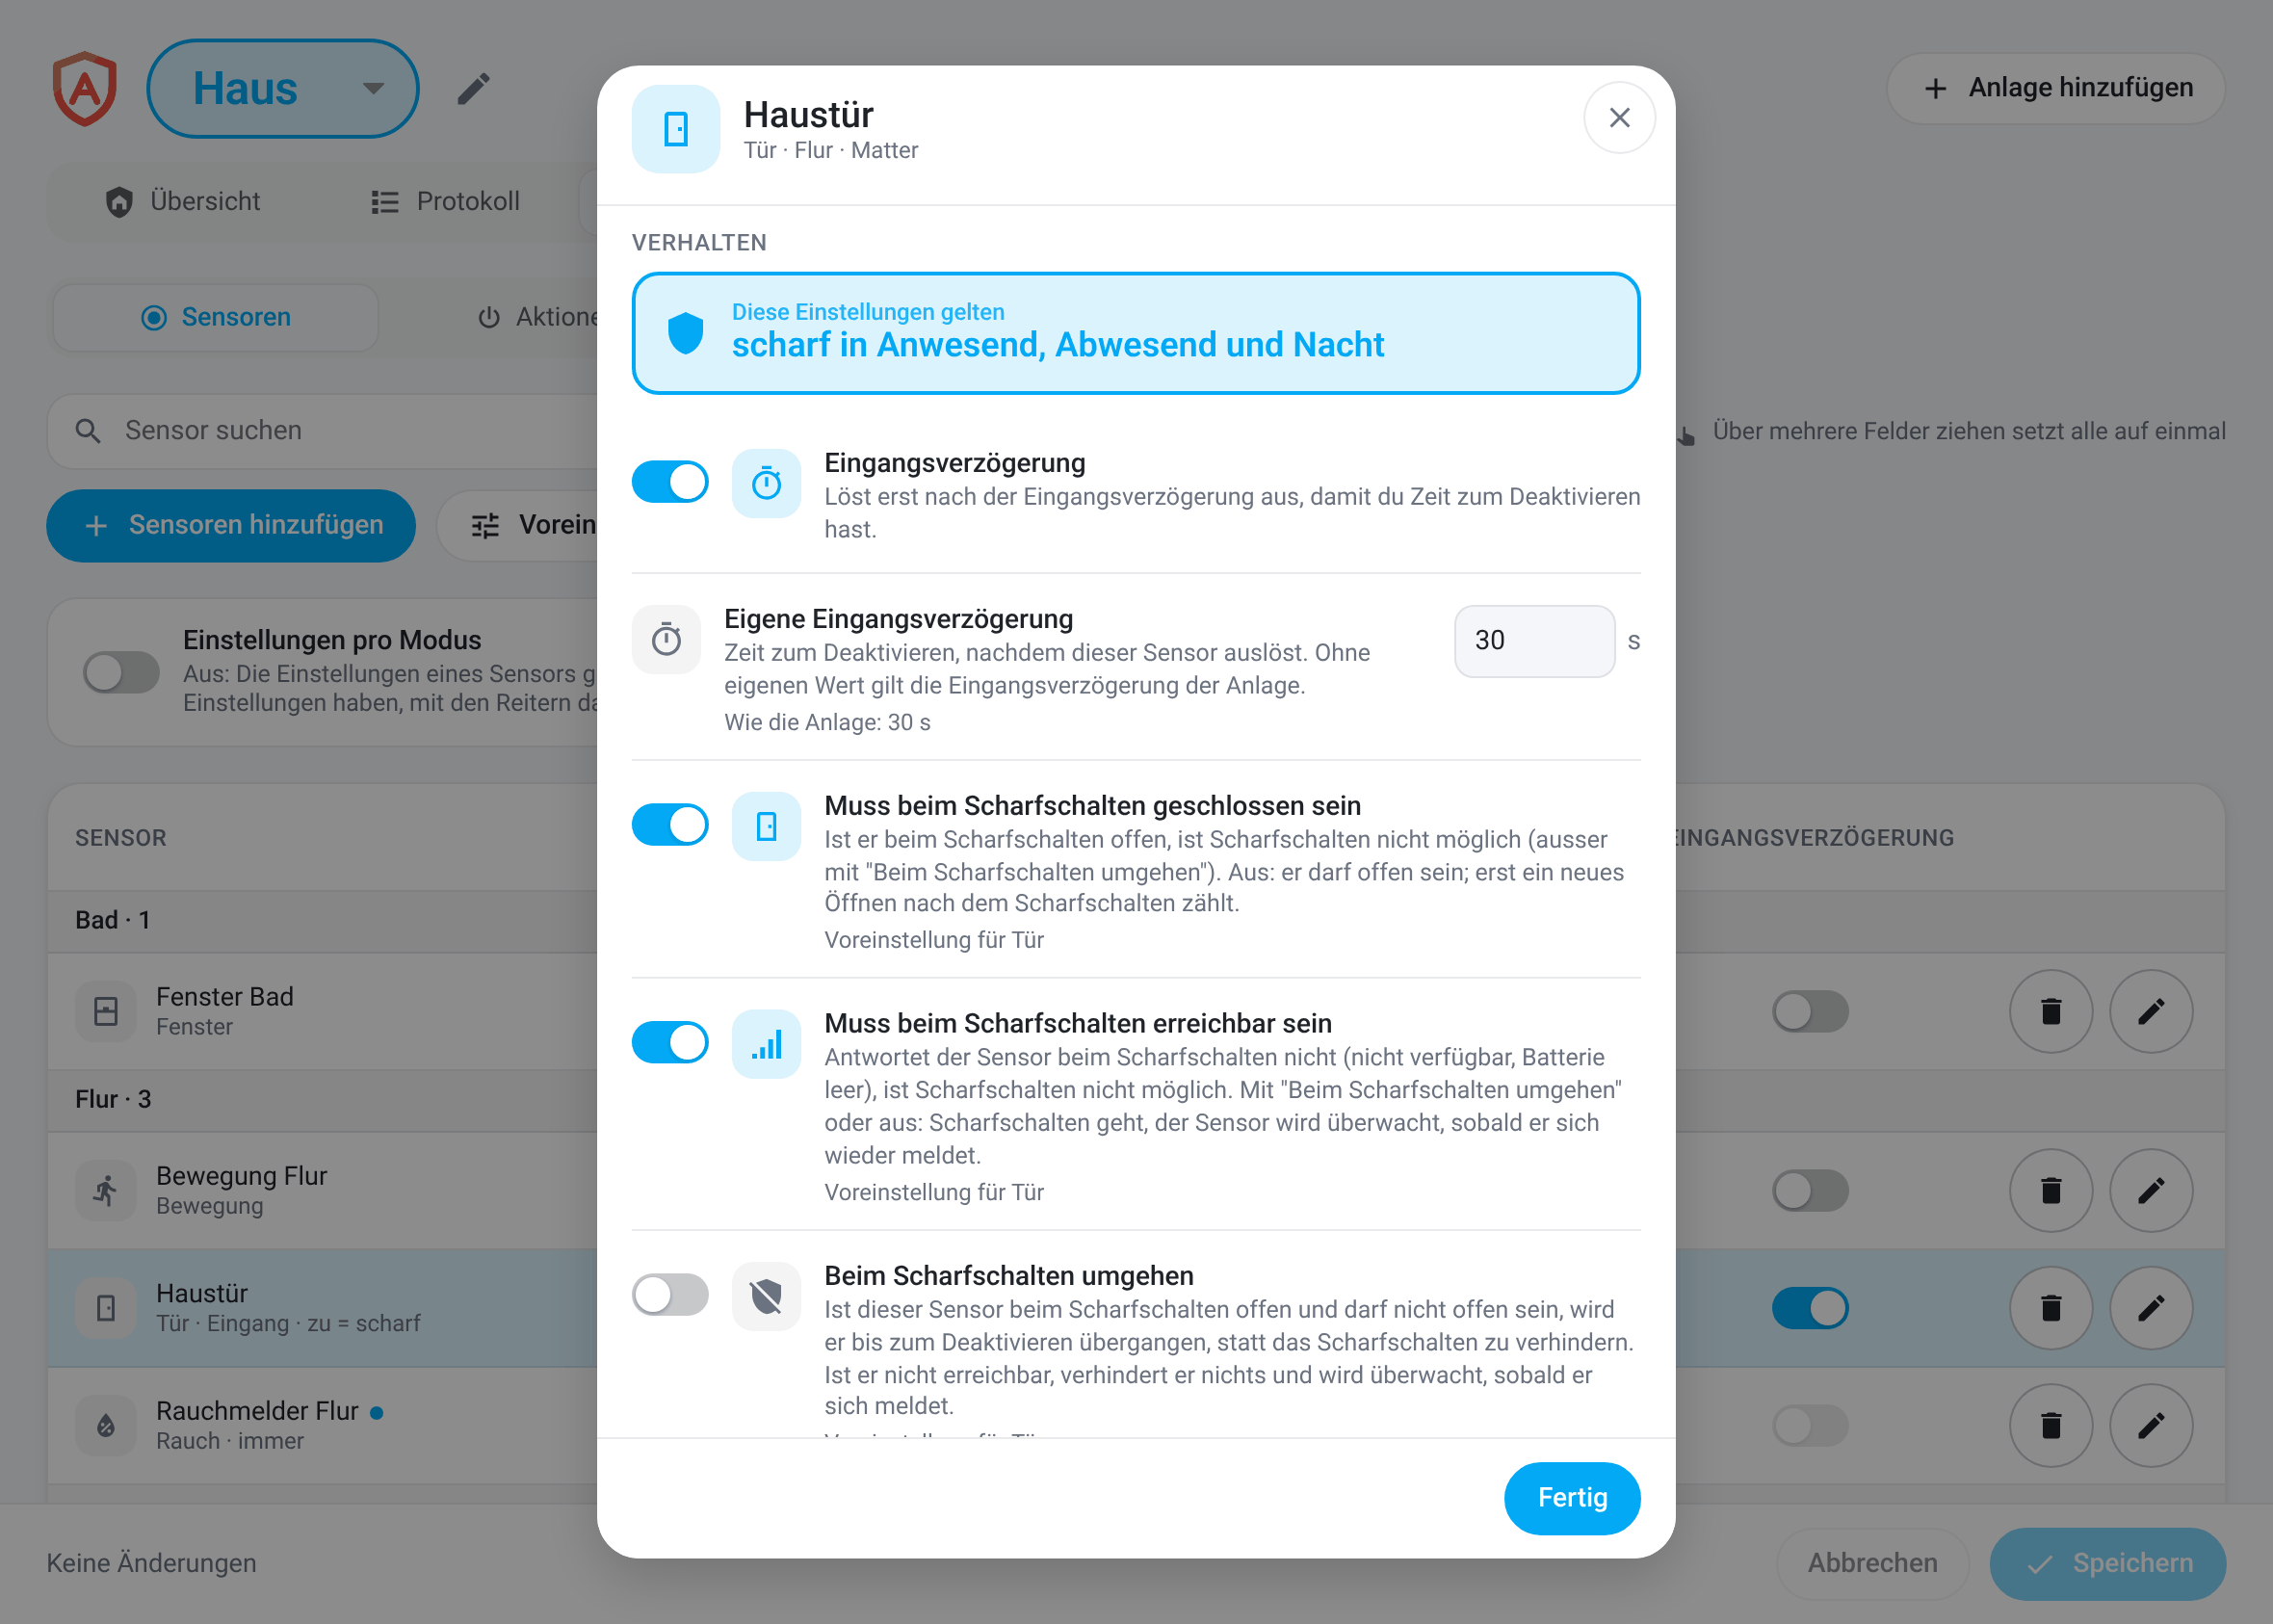 Haus
Anlage hinzufügen
Übersicht
Protokoll
Sensoren
Sensor suchen
Über mehrere Felder ziehen setzt alle auf einmal
Sensoren hinzufügen
Einstellungen pro Modus
Aus: Die Einstellungen eines Sensors
Einstellungen haben, mit den Reitern
SENSOR
EINGANGSVERZÖGERUNG
Bad · 1
Fenster Bad
Fenster
Flur · 3
Bewegung Flur
Bewegung
Haustür
Tür · Eingang · zu = scharf
Rauchmelder Flur
Rauch · immer
Keine Änderungen
Abbrechen
Speichern
Haustür
Tür · Flur · Matter
VERHALTEN
Diese Einstellungen gelten
scharf in Anwesend, Abwesend und Nacht
Eingangsverzögerung
Löst erst nach der Eingangsverzögerung aus, damit du Zeit zum Deaktivieren
hast.
Eigene Eingangsverzögerung
Zeit zum Deaktivieren, nachdem dieser Sensor auslöst. Ohne
eigenen Wert gilt die Eingangsverzögerung der Anlage.
Wie die Anlage: 30 s
30 s
Muss beim Scharfschalten geschlossen sein
Ist er beim Scharfschalten offen, ist Scharfschalten nicht möglich (ausser
mit "Beim Scharfschalten umgehen"). Aus: er darf offen sein; erst ein neues
Öffnen nach dem Scharfschalten zählt.
Voreinstellung für Tür
Muss beim Scharfschalten erreichbar sein
Antwortet der Sensor beim Scharfschalten nicht (nicht verfügbar, Batterie
leer), ist Scharfschalten nicht möglich. Mit "Beim Scharfschalten umgehen"
oder aus: Scharfschalten geht, der Sensor wird überwacht, sobald er sich
wieder meldet.
Voreinstellung für Tür
Beim Scharfschalten umgehen
Ist dieser Sensor beim Scharfschalten offen und darf nicht offen sein, wird
er bis zum Deaktivieren übergangen, statt das Scharfschalten zu verhindern.
Ist er nicht erreichbar, verhindert er nichts und wird überwacht, sobald er
sich meldet.
Fertig